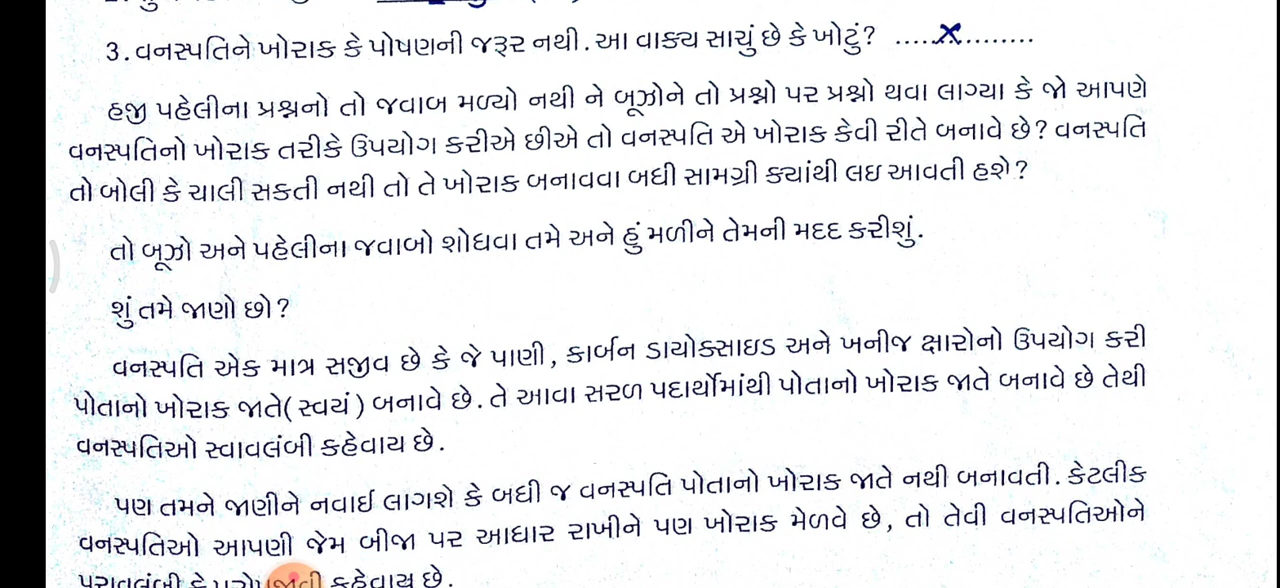 3. વનસ્પતિને ખોરાક કે પોષણની જરૂર નથી. આ વાક્ય સાચું છે કે ખોટું? .....X.........
હજી પહેલીના પ્રશ્નનો તો જવાબ મળ્યો નથી ને બૂઝોને તો પ્રશ્નો પર પ્રશ્નો થવા લાગ્યા કે જો આપણે
વનસ્પતિનો ખોરાક તરીકે ઉપયોગ કરીએ છીએ તો વનસ્પતિ એ ખોરાક કેવી રીતે બનાવે છે? વનસ્પતિ
તો બોલી કે ચાલી સકતી નથી તો તે ખોરાક બનાવવા બધી સામગ્રી ક્યાંથી લઇ આવતી હશે?
તો બૂઝો અને પહેલીના જવાબો શોધવા તમે અને હું મળીને તેમની મદદ કરીશું.
શું તમે જાણો છો?
વનસ્પતિ એક માત્ર સજીવ છે કે જે પાણી, કાર્બન ડાયોક્સાઇડ અને ખનીજ ક્ષારોનો ઉપયોગ કરી
પોતાનો ખોરાક જાતે( સ્વયં ) બનાવે છે. તે આવા સરળ પદાર્થોમાંથી પોતાનો ખોરાક જાતે બનાવે છે તેથી
વનસ્પતિઓ સ્વાવલંબી કહેવાય છે.
પણ તમને જાણીને નવાઈ લાગશે કે બધી જ વનસ્પતિ પોતાનો ખોરાક જાતે નથી બનાવતી. કેટલીક
વનસ્પતિઓ આપણી જેમ બીજા પર આધાર રાખીને પણ ખોરાક મેળવે છે, તો તેવી વનસ્પતિઓને
પરાવલંબી કે પરોપજીવી કહેવાય છે.